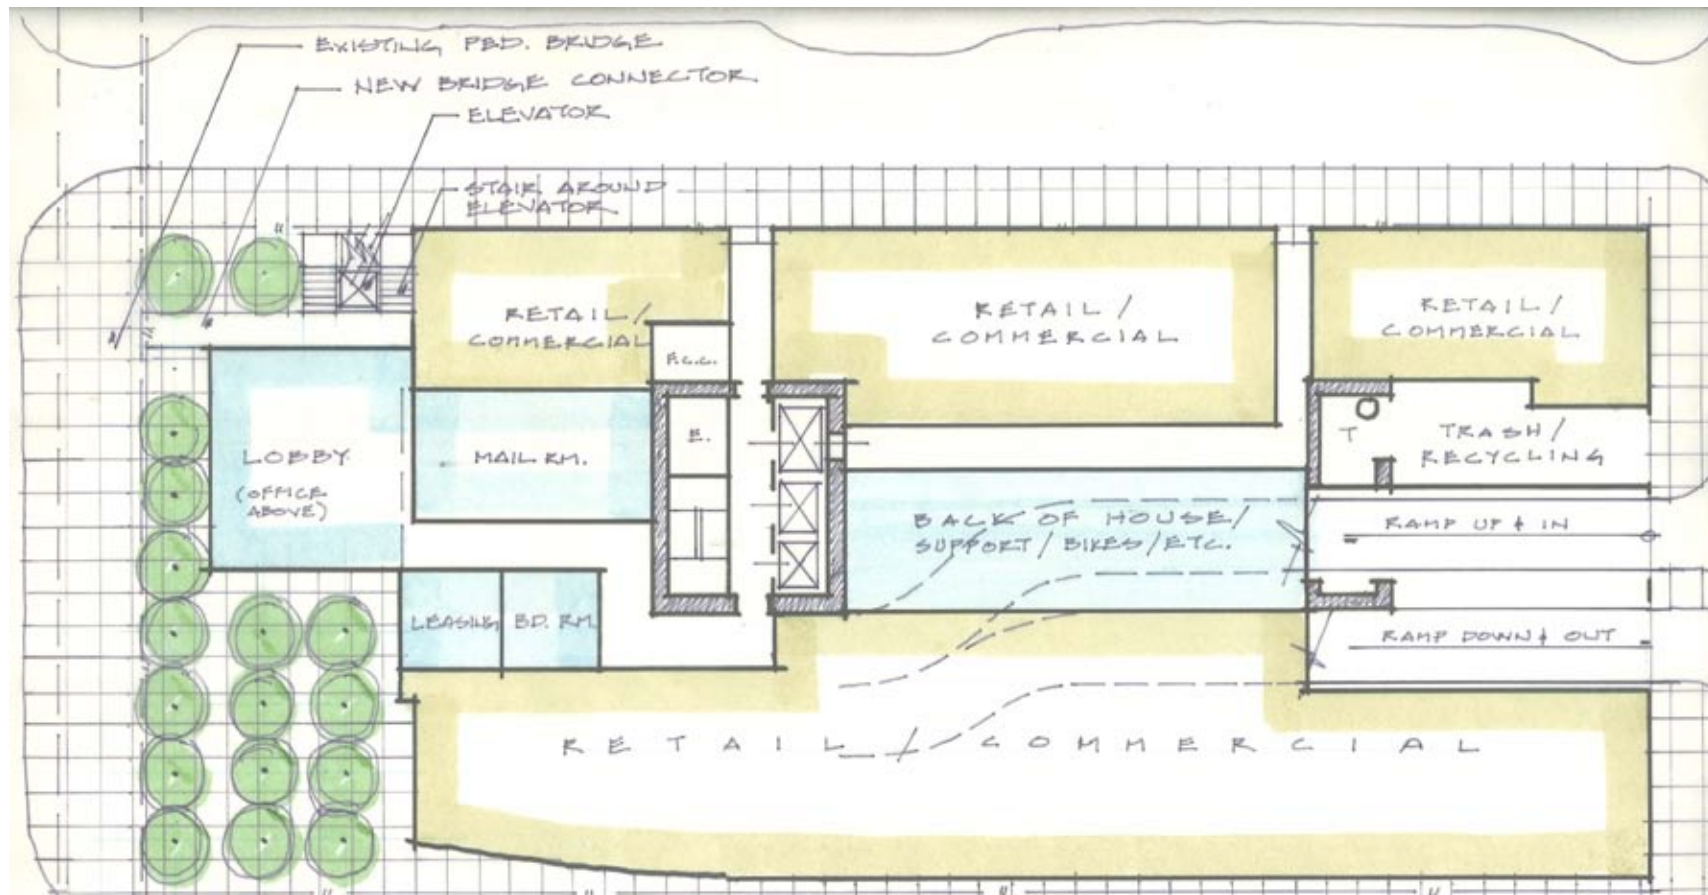 EXISTING PED. BRIDGE
NEW BRIDGE CONNECTOR
ELEVATOR
STAIR AROUND
ELEVATOR
RETAIL /
COMMERCIAL
RETAIL /
COMMERCIAL
RETAIL /
COMMERCIAL
F.C.C.
LOBBY
(OFFICE
ABOVE)
MAIL RM.
E.
T
TRASH /
RECYCLING
BACK OF HOUSE /
SUPPORT / BIKES / ETC.
RAMP UP & IN
LEASING
BD. RM.
RAMP DOWN & OUT
RETAIL / COMMERCIAL